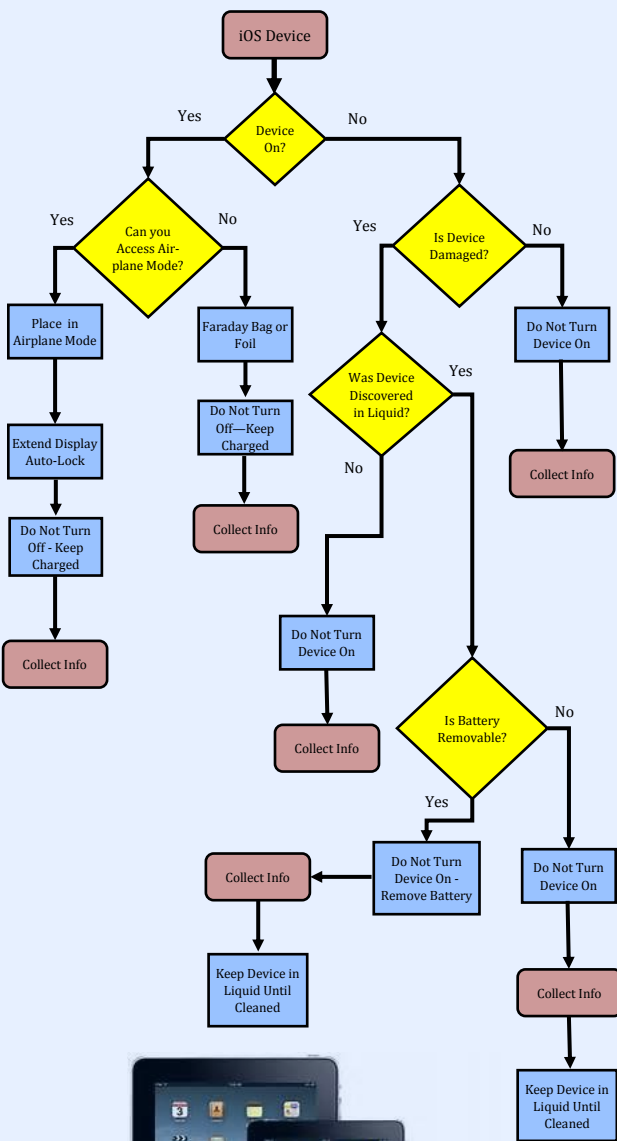 iOS Device
Device
On?
Yes
No
Can you
Access Air-
plane Mode?
Yes
No
Is Device
Damaged?
Yes
No
Place in
Airplane Mode
Faraday Bag or
Foil
Do Not Turn
Device On
Was Device
Discovered
in Liquid?
Yes
No
Extend Display
Auto-Lock
Do Not Turn
Off—Keep
Charged
Collect Info
Do Not Turn
Off - Keep
Charged
Collect Info
Collect Info
Do Not Turn
Device On
Collect Info
Is Battery
Removable?
Yes
No
Do Not Turn
Device On -
Remove Battery
Collect Info
Keep Device in
Liquid Until
Cleaned
Do Not Turn
Device On
Collect Info
Keep Device in
Liquid Until
Cleaned
3